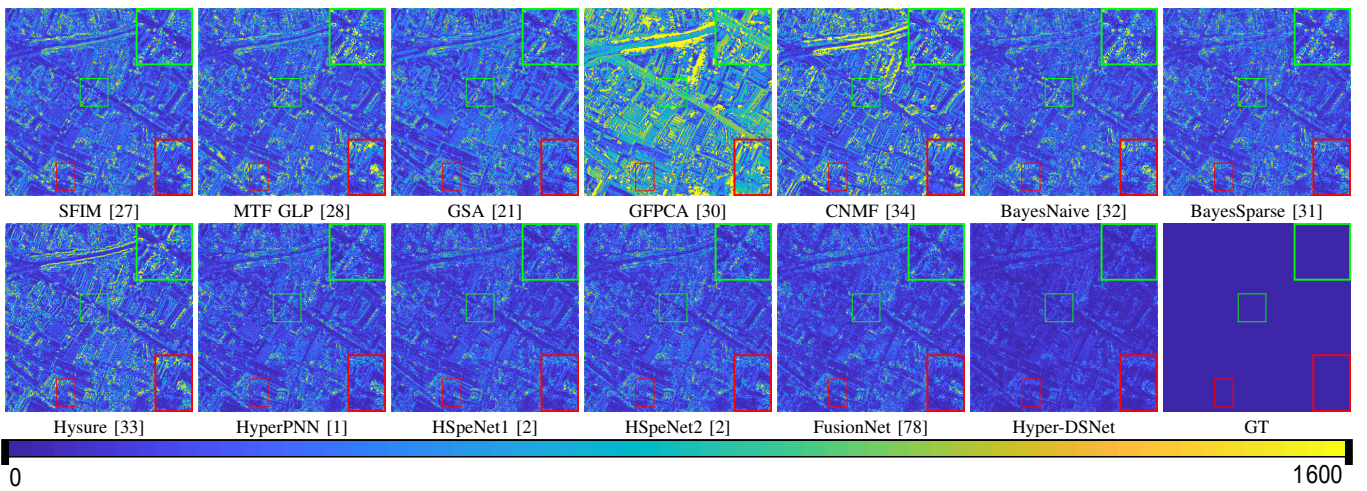 SFIM [27] MTF GLP [28] GSA [21] GFPCA [30] CNMF [34] BayesNaive [32] BayesSparse [31]
Hysure [33] HyperPNN [1] HSpeNet1 [2] HSpeNet2 [2] FusionNet [78] Hyper-DSNet GT
0 1600